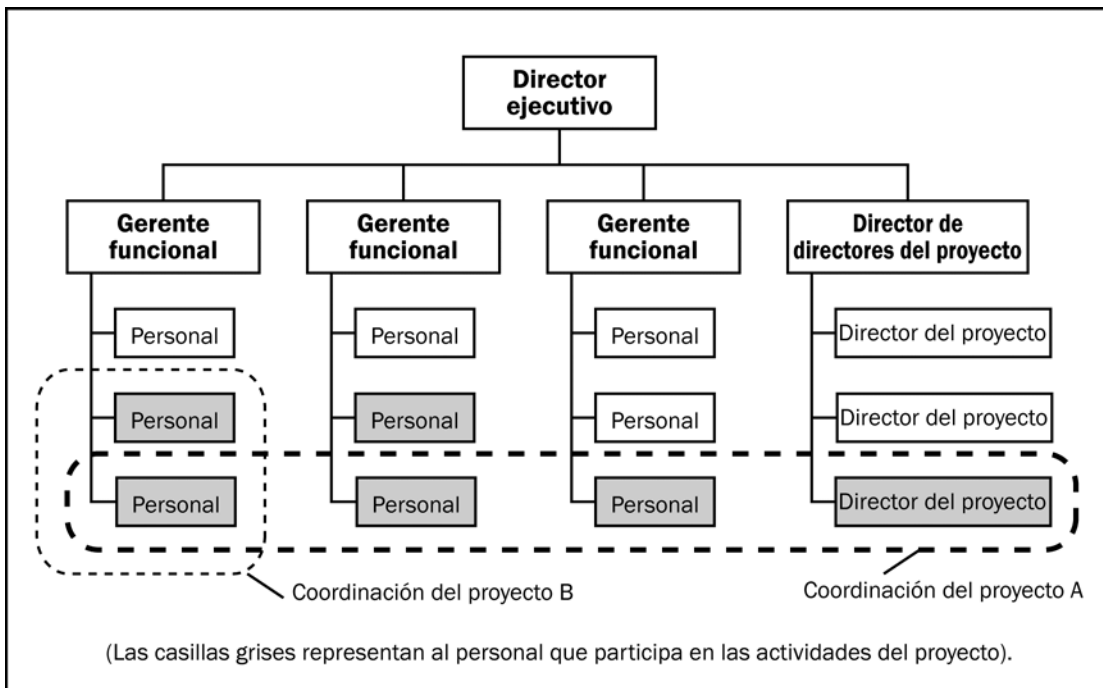 Director
ejecutivo
Gerente
funcional
Gerente
funcional
Gerente
funcional
Director de
directores del proyecto
Personal
Personal
Personal
Director del proyecto
Personal
Personal
Personal
Director del proyecto
Personal
Personal
Personal
Director del proyecto
Coordinación del proyecto B
Coordinación del proyecto A
(Las casillas grises representan al personal que participa en las actividades del proyecto).